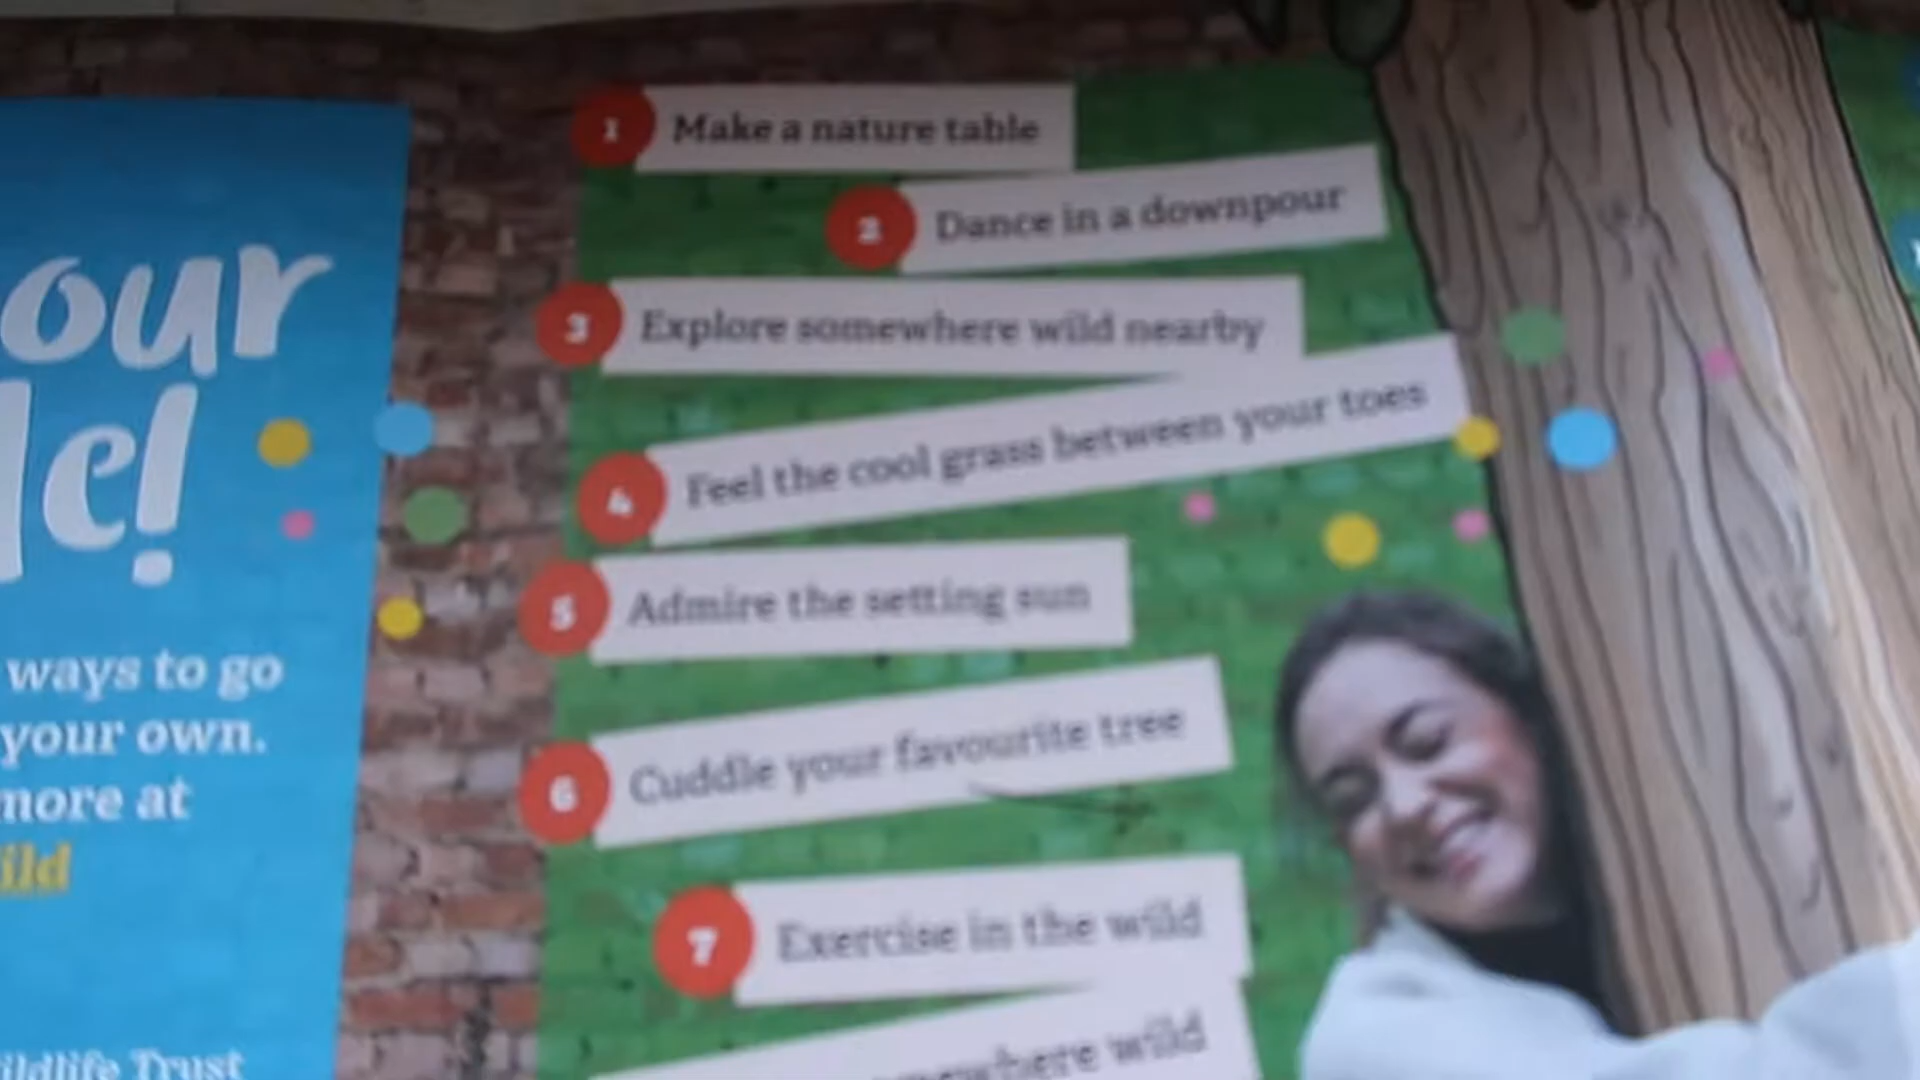 our
le!
ways to go
your own.
more at
ild
ildlife Trust
1 Make a nature table
2 Dance in a downpour
3 Explore somewhere wild nearby
4 Feel the cool grass between your toes
5 Admire the setting sun
6 Cuddle your favourite tree
7 Exercise in the wild
mewhere wild